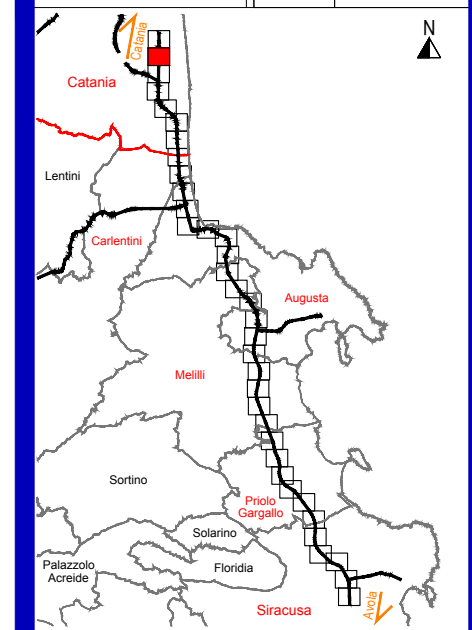 N
Catania
Catania
Lentini
Carlentini
Augusta
Melilli
Sortino
Priolo
Gargallo
Solarino
Palazzolo
Acreide
Floridia
Siracusa
Avola